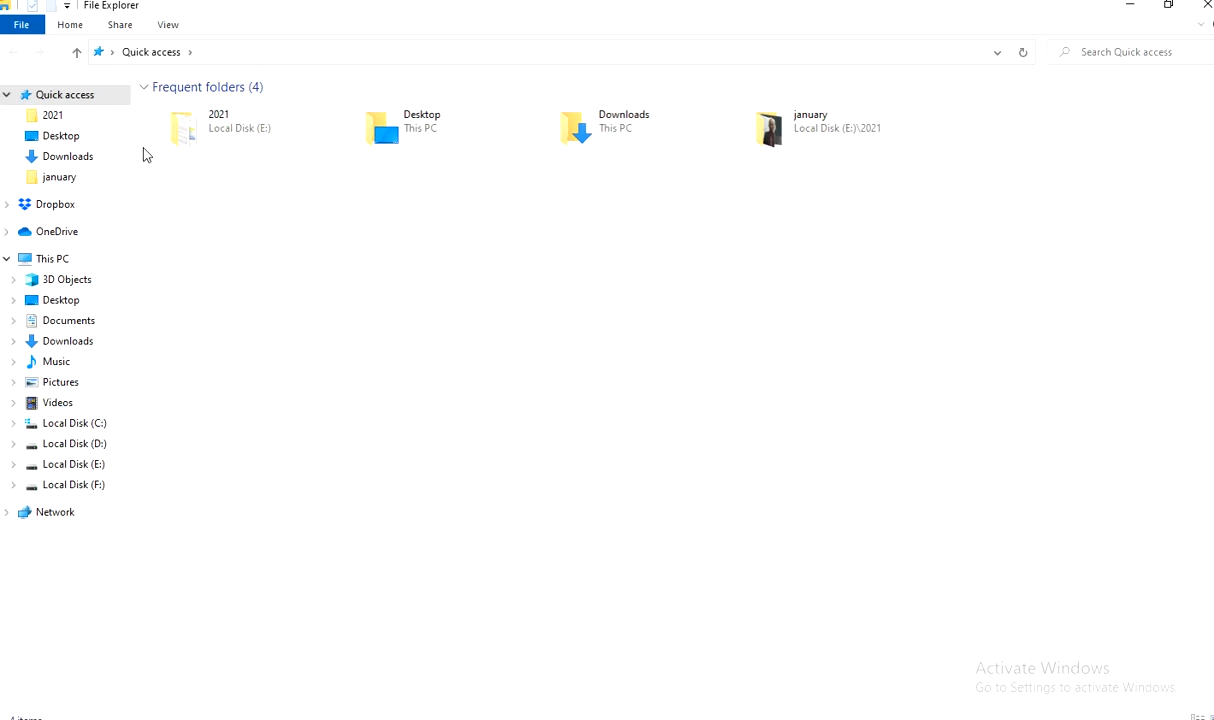 File Explorer
File Home Share View
Quick access
Search Quick access
Quick access
2021
Desktop
Downloads
january
Dropbox
OneDrive
This PC
3D Objects
Desktop
Documents
Downloads
Music
Pictures
Videos
Local Disk (C:)
Local Disk (D:)
Local Disk (E:)
Local Disk (F:)
Network
Frequent folders (4)
2021
Local Disk (E:)
Desktop
This PC
Downloads
This PC
january
Local Disk (E:)\2021
Activate Windows
Go to Settings to activate Windows.
4 items